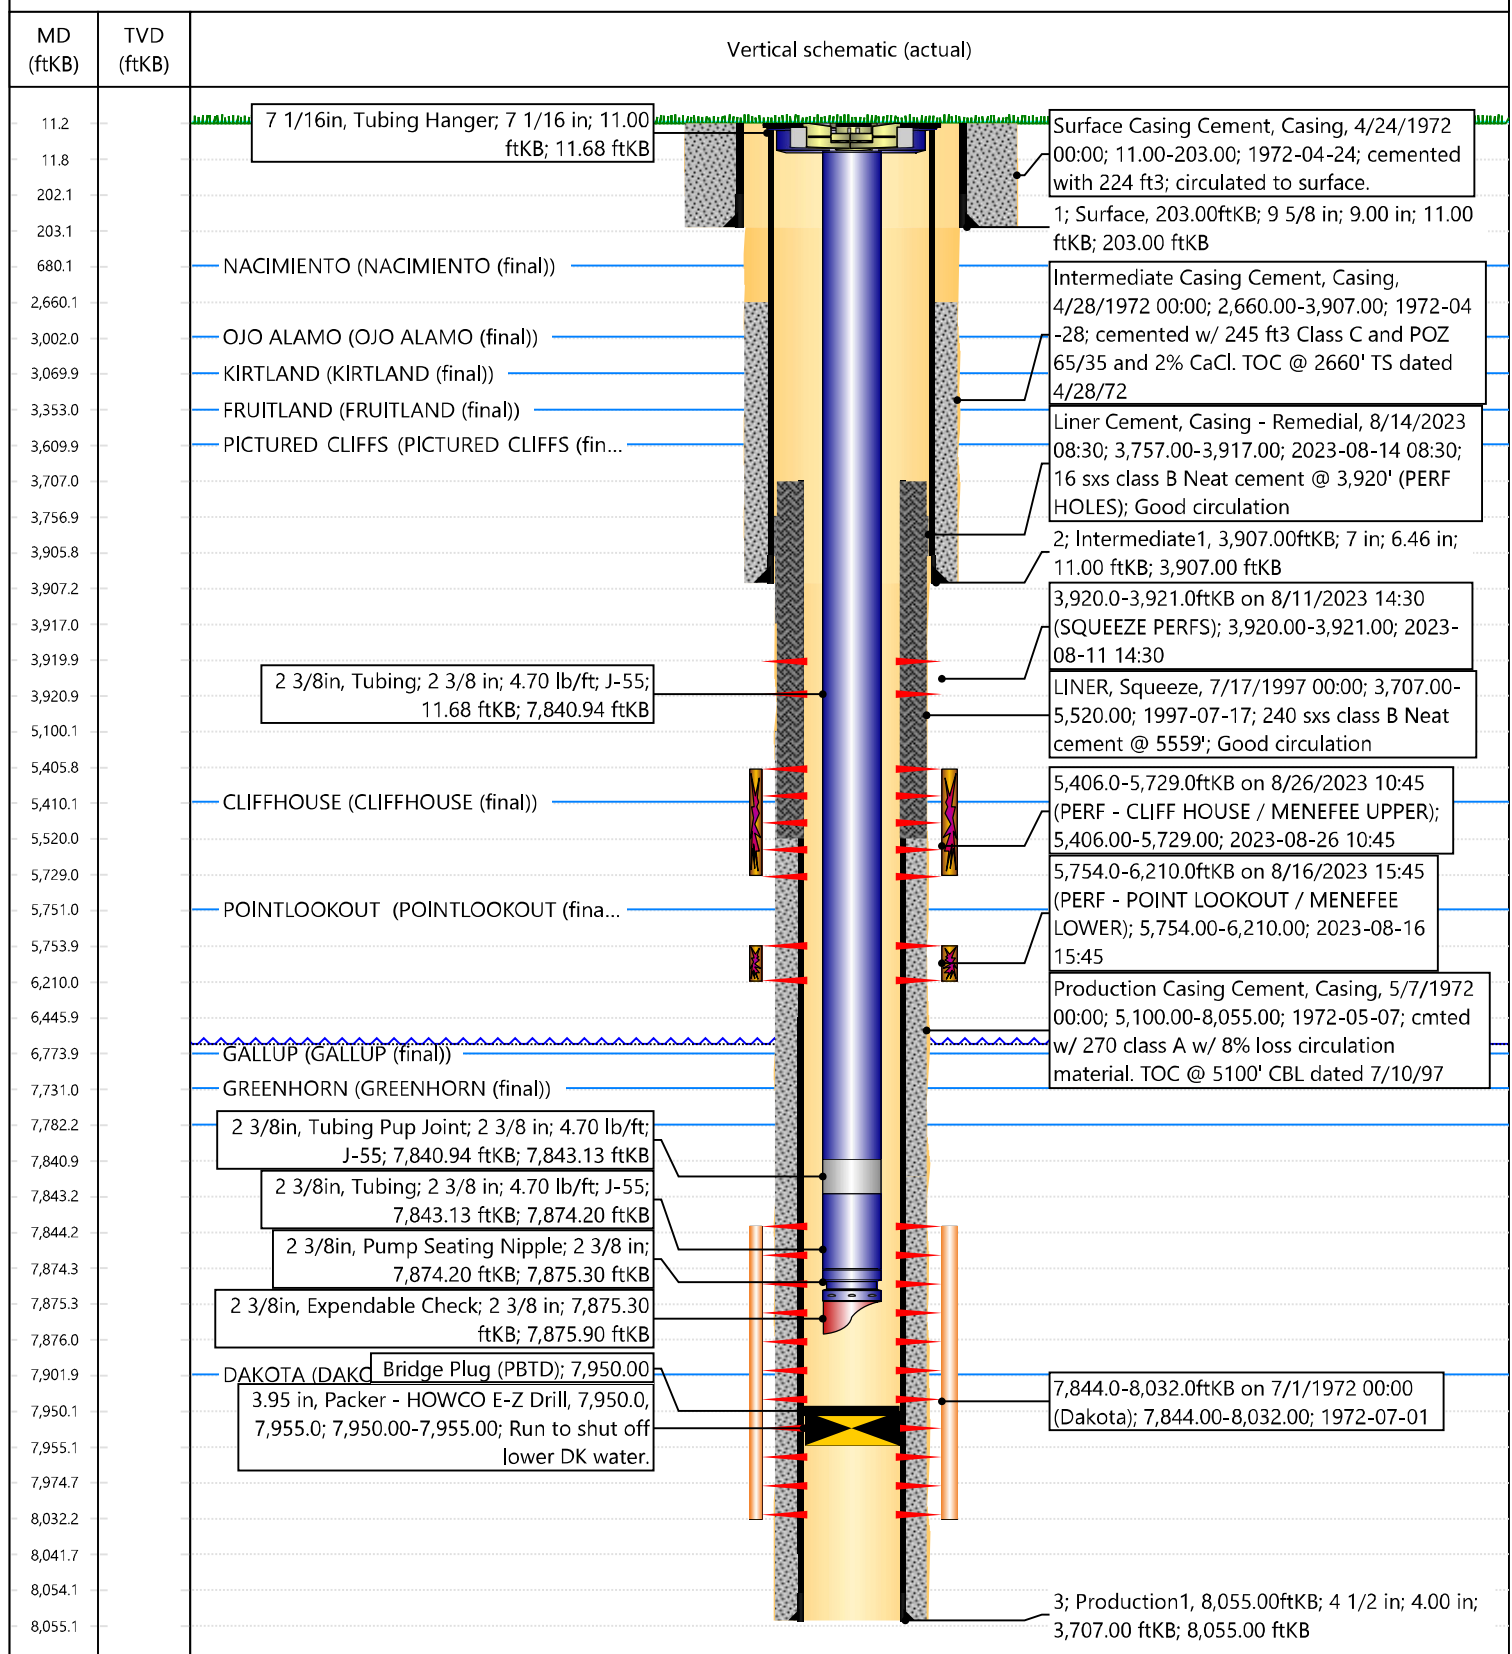 MD
(ftKB)
TVD
(ftKB)
Vertical schematic (actual)
11.2
11.8
202.1
203.1
680.1
2,660.1
3,002.0
3,069.9
3,353.0
3,609.9
3,707.0
3,756.9
3,905.8
3,907.2
3,917.0
3,919.9
3,920.9
5,100.1
5,405.8
5,410.1
5,520.0
5,729.0
5,751.0
5,753.9
6,210.0
6,445.9
6,773.9
7,731.0
7,782.2
7,840.9
7,843.2
7,844.2
7,874.3
7,875.3
7,876.0
7,901.9
7,950.1
7,955.1
7,974.7
8,032.2
8,041.7
8,054.1
8,055.1
7 1/16in, Tubing Hanger; 7 1/16 in; 11.00
ftKB; 11.68 ftKB
NACIMIENTO (NACIMIENTO (final))
OJO ALAMO (OJO ALAMO (final))
KIRTLAND (KIRTLAND (final))
FRUITLAND (FRUITLAND (final))
PICTURED CLIFFS (PICTURED CLIFFS (fin...
2 3/8in, Tubing; 2 3/8 in; 4.70 lb/ft; J-55;
11.68 ftKB; 7,840.94 ftKB
CLIFFHOUSE (CLIFFHOUSE (final))
POINTLOOKOUT (POINTLOOKOUT (fina...
GALLUP (GALLUP (final))
GREENHORN (GREENHORN (final))
2 3/8in, Tubing Pup Joint; 2 3/8 in; 4.70 lb/ft;
J-55; 7,840.94 ftKB; 7,843.13 ftKB
2 3/8in, Tubing; 2 3/8 in; 4.70 lb/ft; J-55;
7,843.13 ftKB; 7,874.20 ftKB
2 3/8in, Pump Seating Nipple; 2 3/8 in;
7,874.20 ftKB; 7,875.30 ftKB
2 3/8in, Expendable Check; 2 3/8 in; 7,875.30
ftKB; 7,875.90 ftKB
DAKOTA (DAKO
Bridge Plug (PBTD); 7,950.00
3.95 in, Packer - HOWCO E-Z Drill, 7,950.0,
7,955.0; 7,950.00-7,955.00; Run to shut off
lower DK water.
Surface Casing Cement, Casing, 4/24/1972
00:00; 11.00-203.00; 1972-04-24; cemented
with 224 ft3; circulated to surface.
1; Surface, 203.00ftKB; 9 5/8 in; 9.00 in; 11.00
ftKB; 203.00 ftKB
Intermediate Casing Cement, Casing,
4/28/1972 00:00; 2,660.00-3,907.00; 1972-04
-28; cemented w/ 245 ft3 Class C and POZ
65/35 and 2% CaCl. TOC @ 2660' TS dated
4/28/72
Liner Cement, Casing - Remedial, 8/14/2023
08:30; 3,757.00-3,917.00; 2023-08-14 08:30;
16 sxs class B Neat cement @ 3,920' (PERF
HOLES); Good circulation
2; Intermediate1, 3,907.00ftKB; 7 in; 6.46 in;
11.00 ftKB; 3,907.00 ftKB
3,920.0-3,921.0ftKB on 8/11/2023 14:30
(SQUEEZE PERFS); 3,920.00-3,921.00; 2023-
08-11 14:30
LINER, Squeeze, 7/17/1997 00:00; 3,707.00-
5,520.00; 1997-07-17; 240 sxs class B Neat
cement @ 5559'; Good circulation
5,406.0-5,729.0ftKB on 8/26/2023 10:45
(PERF - CLIFF HOUSE / MENEFEE UPPER);
5,406.00-5,729.00; 2023-08-26 10:45
5,754.0-6,210.0ftKB on 8/16/2023 15:45
(PERF - POINT LOOKOUT / MENEFEE
LOWER); 5,754.00-6,210.00; 2023-08-16
15:45
Production Casing Cement, Casing, 5/7/1972
00:00; 5,100.00-8,055.00; 1972-05-07; cmted
w/ 270 class A w/ 8% loss circulation
material. TOC @ 5100' CBL dated 7/10/97
7,844.0-8,032.0ftKB on 7/1/1972 00:00
(Dakota); 7,844.00-8,032.00; 1972-07-01
3; Production1, 8,055.00ftKB; 4 1/2 in; 4.00 in;
3,707.00 ftKB; 8,055.00 ftKB